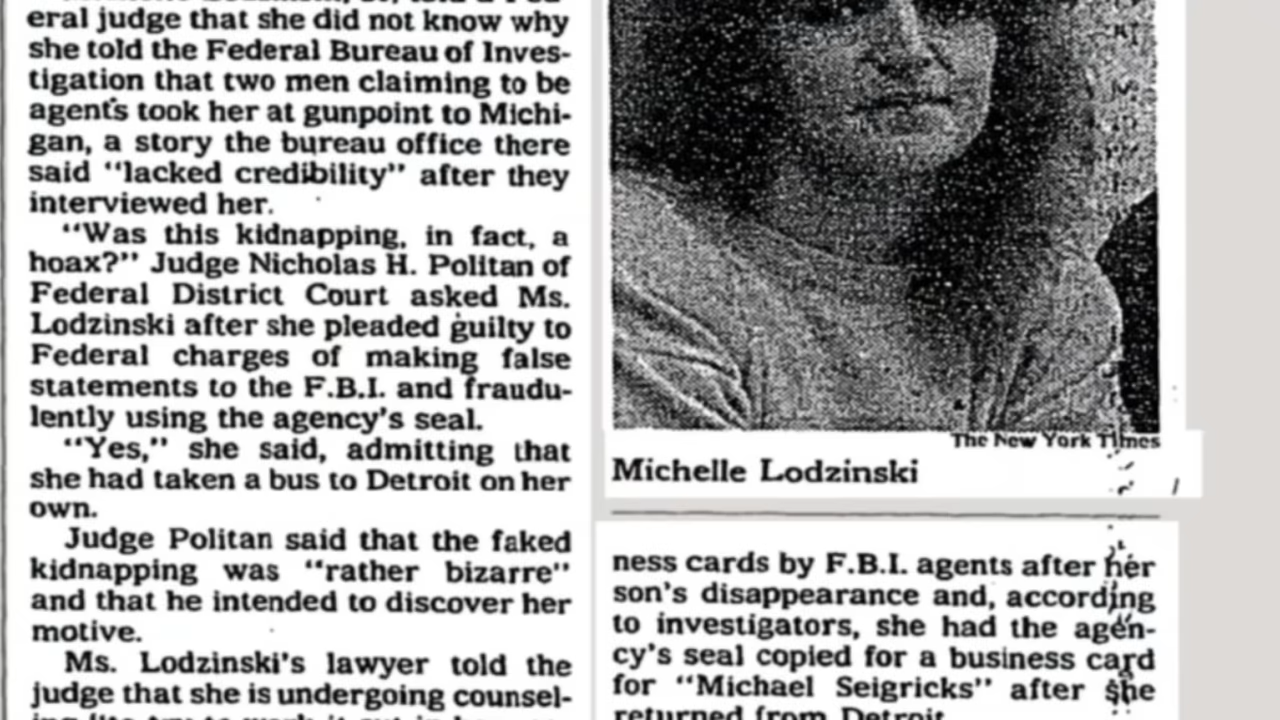 eral judge that she did not know why
she told the Federal Bureau of Inves-
tigation that two men claiming to be
agents took her at gunpoint to Michi-
gan, a story the bureau office there
said “lacked credibility” after they
interviewed her.
“Was this kidnapping, in fact, a
hoax?” Judge Nicholas H. Politan of
Federal District Court asked Ms.
Lodzinski after she pleaded guilty to
Federal charges of making false
statements to the F.B.I. and fraudu-
lently using the agency’s seal.
“Yes,” she said, admitting that
she had taken a bus to Detroit on her
own.
Judge Politan said that the faked
kidnapping was “rather bizarre”
and that he intended to discover her
motive.
Ms. Lodzinski’s lawyer told the
judge that she is undergoing counsel-
The New York Times
Michelle Lodzinski
ness cards by F.B.I. agents after her
son’s disappearance and, according
to investigators, she had the agen-
cy’s seal copied for a business card
for “Michael Seigricks” after she
returned from Detroit.